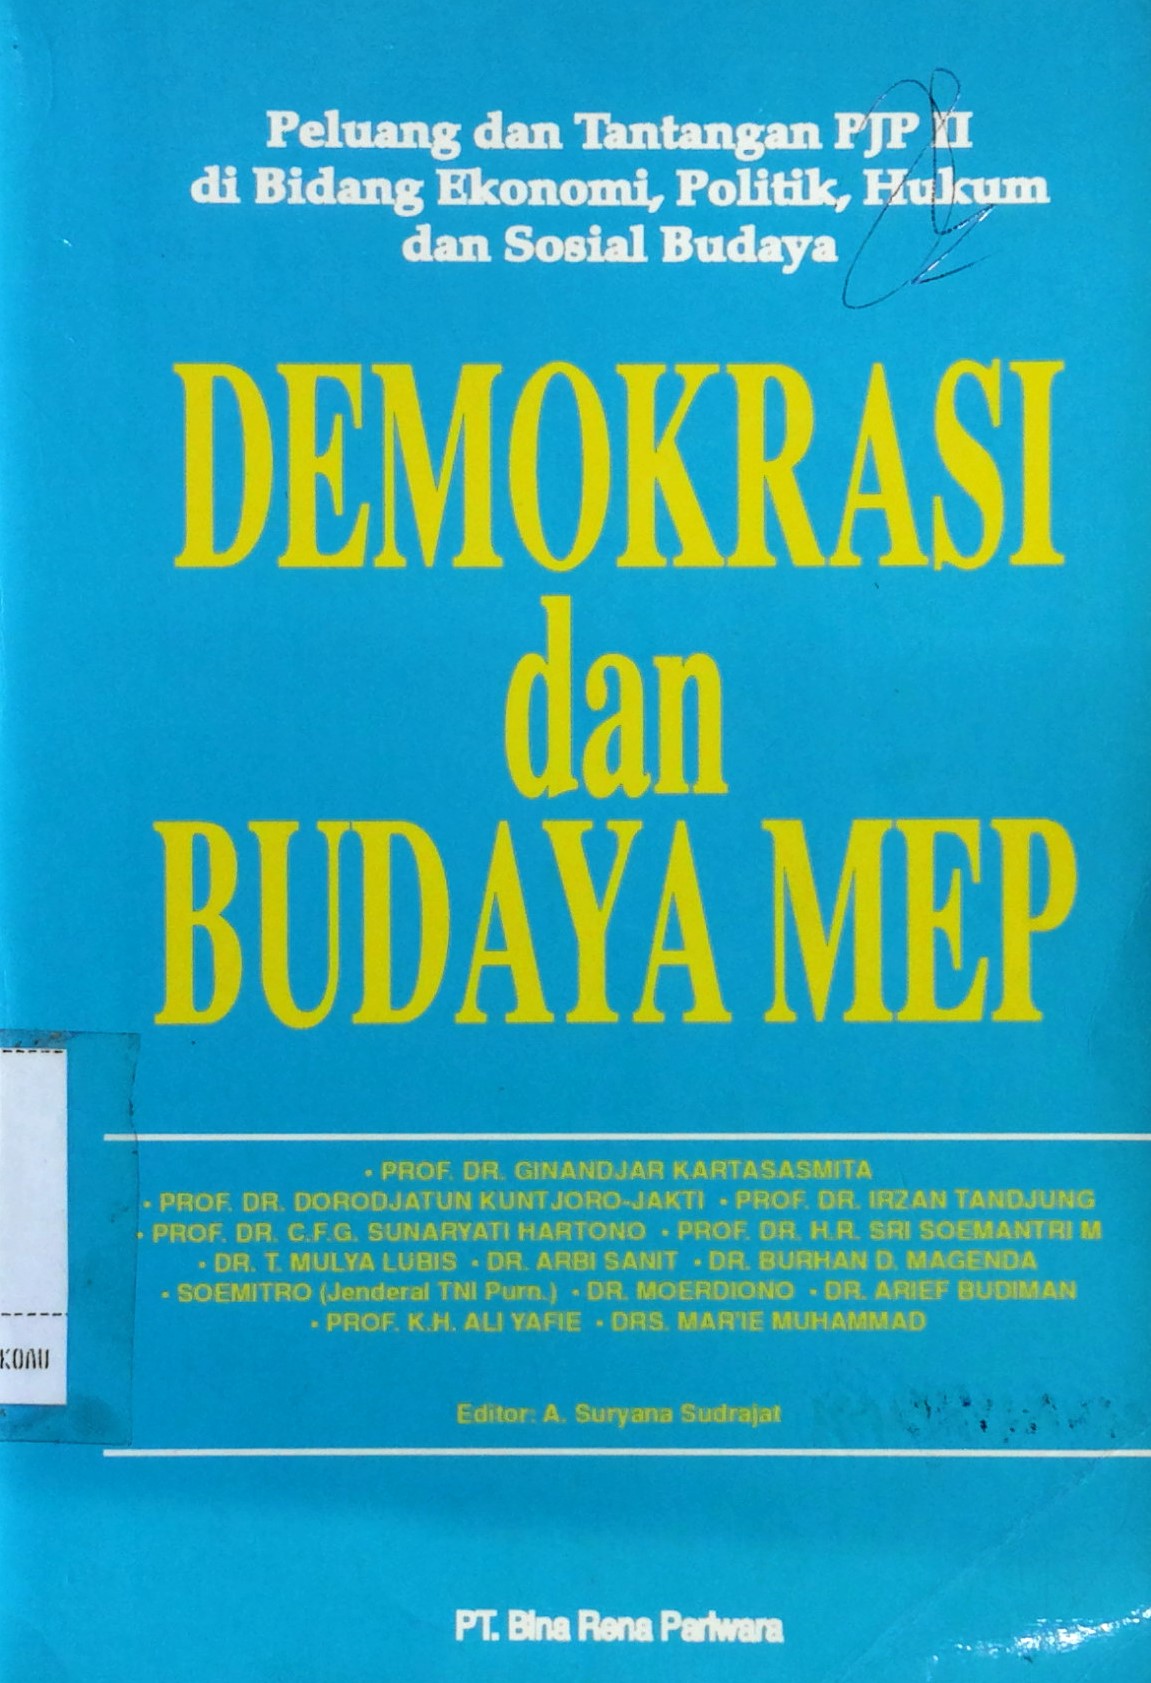 Peluang dan Tantangan PJP II
di Bidang Ekonomi, Politik, Hukum
dan Sosial Budaya
DEMOKRASI
dan
BUDAYA MEP
• PROF. DR. GINANDJAR KARTASASMITA
• PROF. DR. DORODJATUN KUNTJORO-JAKTI • PROF. DR. IRZAN TANDJUNG
• PROF. DR. C.F.G. SUNARYATI HARTONO • PROF. DR. H.R. SRI SOEMANTRI M
• DR. T. MULYA LUBIS • DR. ARBI SANIT • DR. BURHAN D. MAGENDA
• SOEMITRO (Jenderal TNI Purn.) • DR. MOERDIONO • DR. ARIEF BUDIMAN
• PROF. K.H. ALI YAFIE • DRS. MAR'IE MUHAMMAD
KOAU
Editor: A. Suryana Sudrajat
PT. Bina Rena Pariwara